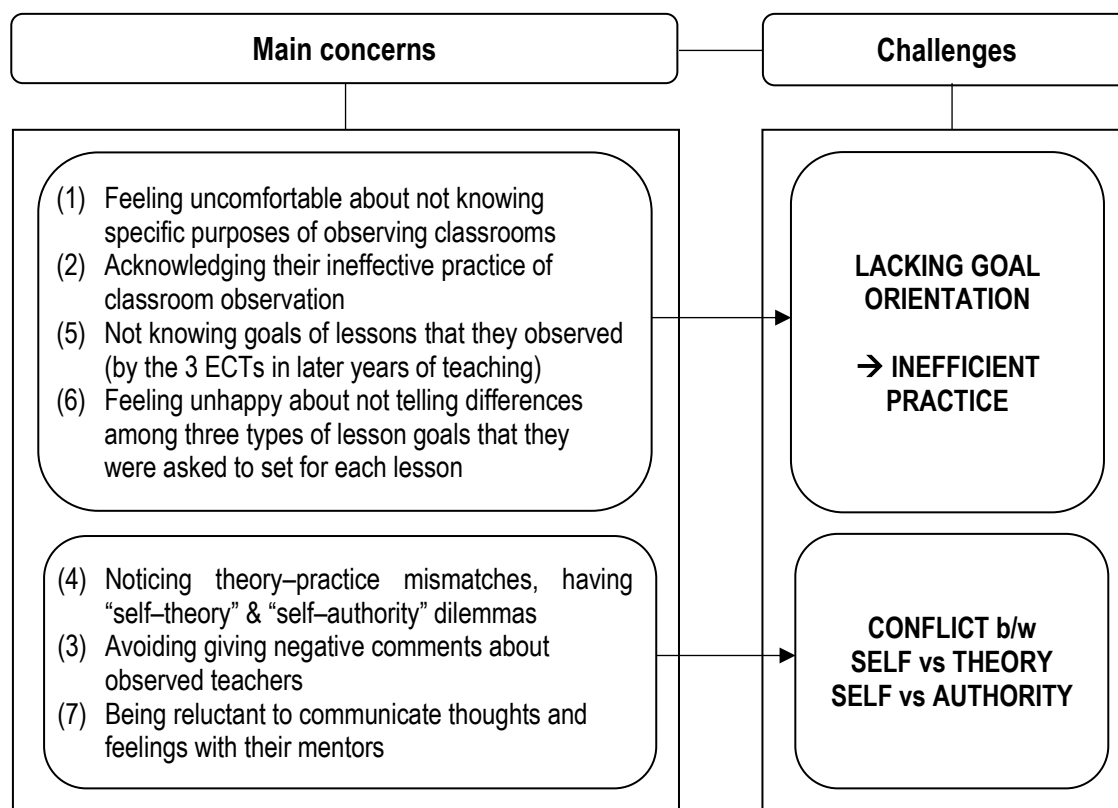 Main concerns
Challenges
(1) Feeling uncomfortable about not knowing
specific purposes of observing classrooms
(2) Acknowledging their ineffective practice of
classroom observation
(5) Not knowing goals of lessons that they observed
(by the 3 ECTs in later years of teaching)
(6) Feeling unhappy about not telling differences
among three types of lesson goals that they
were asked to set for each lesson
LACKING GOAL
ORIENTATION
→ INEFFICIENT
PRACTICE
(4) Noticing theory–practice mismatches, having
“self–theory” & “self–authority” dilemmas
(3) Avoiding giving negative comments about
observed teachers
(7) Being reluctant to communicate thoughts and
feelings with their mentors
CONFLICT b/w
SELF vs THEORY
SELF vs AUTHORITY